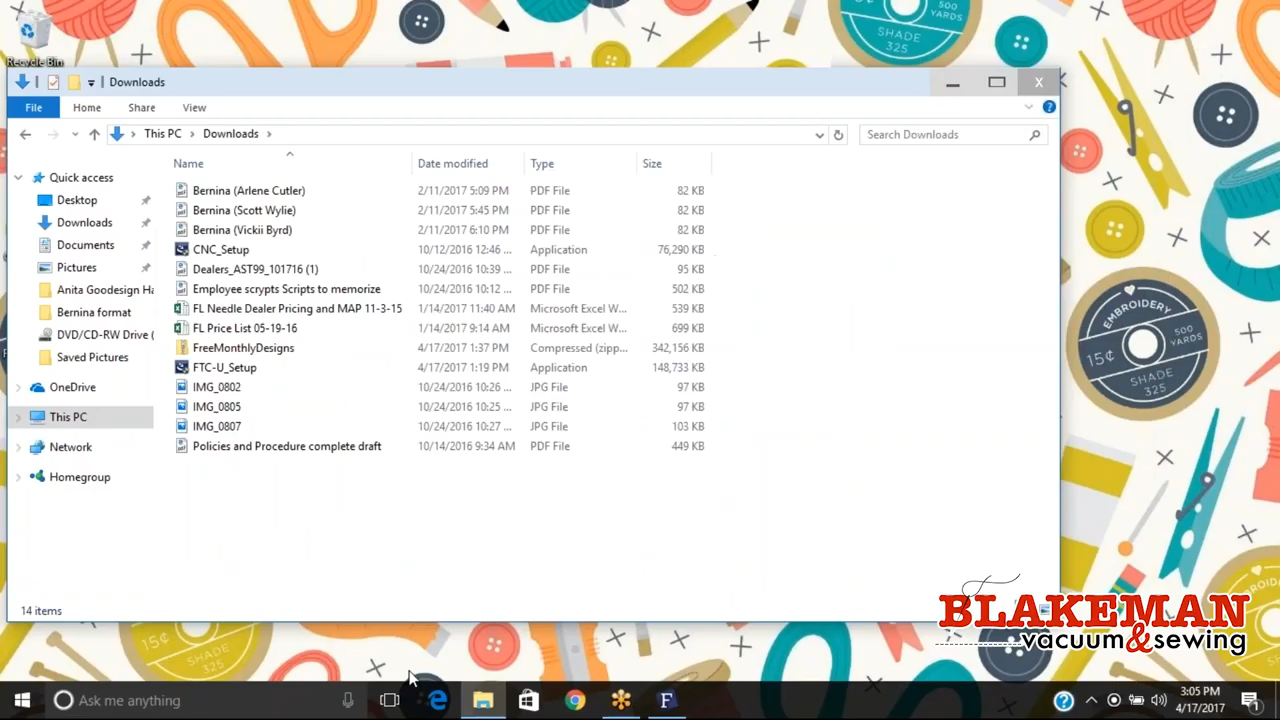 500 YARDS
SHADE 325
Recycle Bin
Downloads
File Home Share View
This PC > Downloads >
Search Downloads
Name Date modified Type Size
Quick access
Desktop
Downloads
Documents
Pictures
Anita Goodesign Ha
Bernina format
DVD/CD-RW Drive (
Saved Pictures
OneDrive
This PC
Network
Homegroup
Bernina (Arlene Cutler) 2/11/2017 5:09 PM PDF File 82 KB
Bernina (Scott Wylie) 2/11/2017 5:45 PM PDF File 82 KB
Bernina (Vickii Byrd) 2/11/2017 6:10 PM PDF File 82 KB
CNC_Setup 10/12/2016 12:46 ... Application 76,290 KB
Dealers_AST99_101716 (1) 10/24/2016 10:39 ... PDF File 95 KB
Employee scrypts Scripts to memorize 10/24/2016 10:12 ... PDF File 502 KB
FL Needle Dealer Pricing and MAP 11-3-15 1/14/2017 11:40 AM Microsoft Excel W... 539 KB
FL Price List 05-19-16 1/14/2017 9:14 AM Microsoft Excel W... 699 KB
FreeMonthlyDesigns 4/17/2017 1:37 PM Compressed (zipp... 342,156 KB
FTC-U_Setup 4/17/2017 1:19 PM Application 148,733 KB
IMG_0802 10/24/2016 10:26 ... JPG File 97 KB
IMG_0805 10/24/2016 10:25 ... JPG File 97 KB
IMG_0807 10/24/2016 10:27 ... JPG File 103 KB
Policies and Procedure complete draft 10/14/2016 9:34 AM PDF File 449 KB
14 items
EMBROIDERY
15¢
500 YARDS
SHADE 325
15¢
SHADE
BLAKEMAN
vacuum&sewing
Ask me anything
3:05 PM
4/17/2017